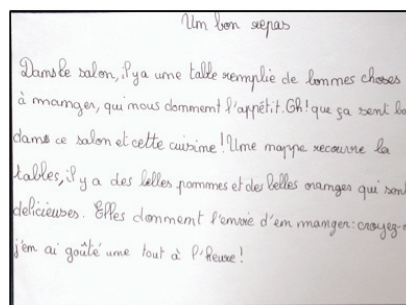 Un bon repas
Dans le salon, il y a une table remplie de bonnes choses
à manger, qui nous donnent l'appétit. Oh! que ça sent bo
dans ce salon et cette cuisine! Une nappe recouvre la
tables, il y a des belles pommes et des belles oranges qui sont
delicieuses. Elles donnent l'envie d'en manger: croyez-
j'en ai goûté une tout à l'heure!